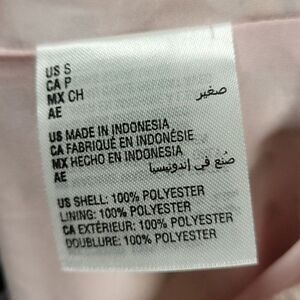 US S
CA P
MX CH
AE صغير
US MADE IN INDONESIA
CA FABRIQUÉ EN INDONÉSIE
MX HECHO EN INDONESIA
AE صنع في إندونيسيا
US SHELL: 100% POLYESTER
LINING: 100% POLYESTER
CA EXTÉRIEUR: 100% POLYESTER
DOUBLURE: 100% POLYESTER